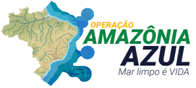 OPERAÇÃO
AMAZÔNIA
AZUL
Mar limpo é VIDA